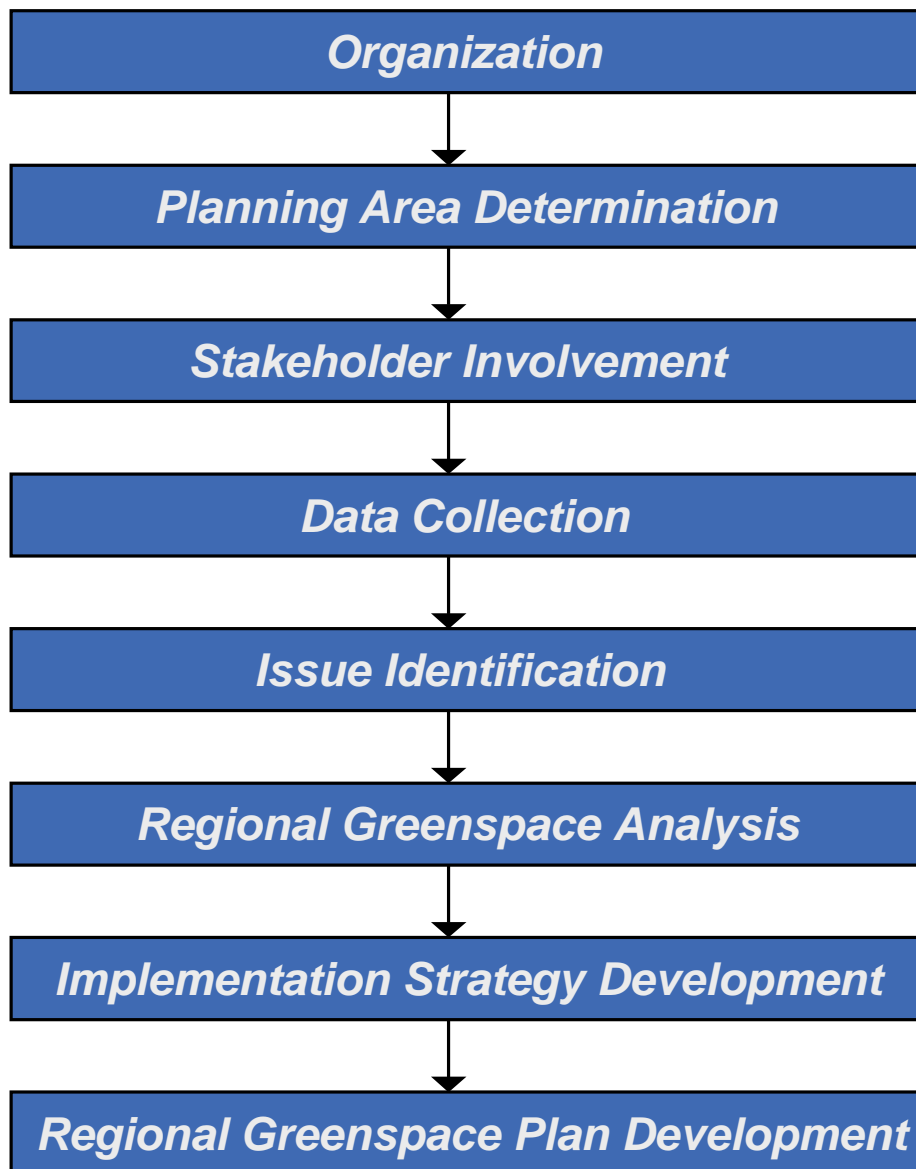 Organization
Planning Area Determination
Stakeholder Involvement
Data Collection
Issue Identification
Regional Greenspace Analysis
Implementation Strategy Development
Regional Greenspace Plan Development